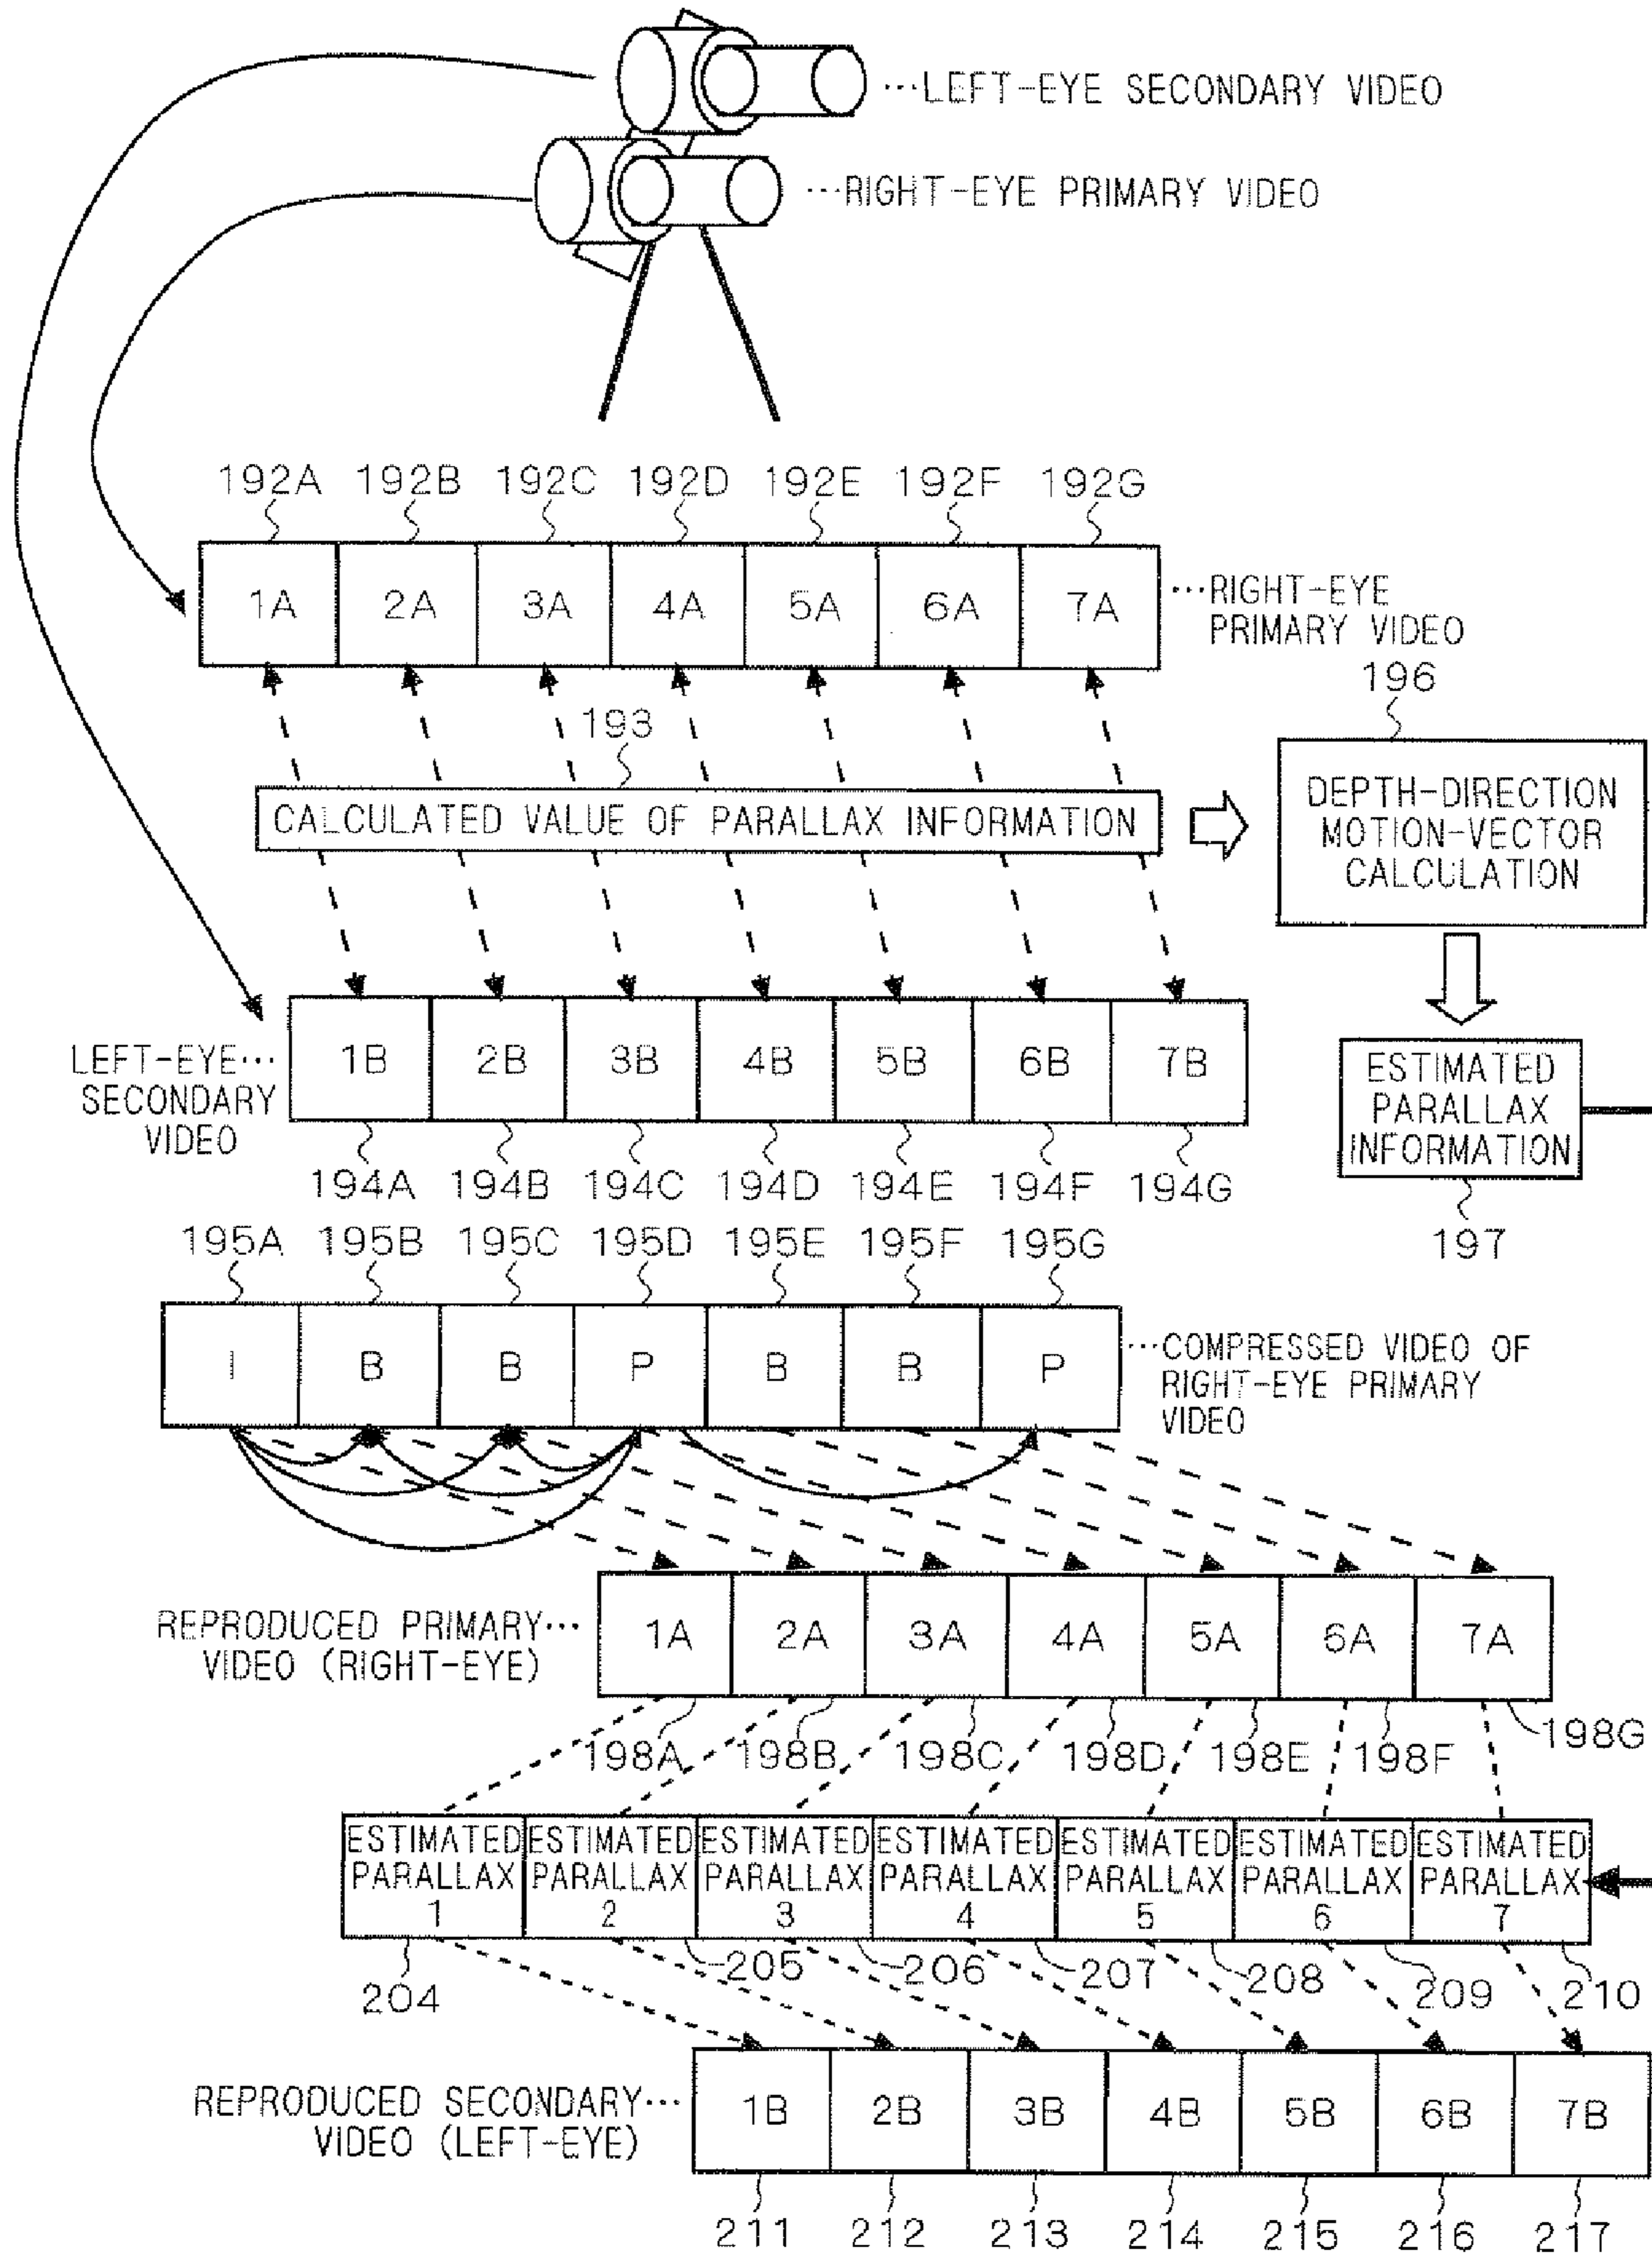 ···LEFT-EYE SECONDARY VIDEO
···RIGHT-EYE PRIMARY VIDEO
192A 192B 192C 192D 192E 192F 192G
1A 2A 3A 4A 5A 6A 7A
···RIGHT-EYE
PRIMARY VIDEO
193
CALCULATED VALUE OF PARALLAX INFORMATION
196
DEPTH-DIRECTION
MOTION-VECTOR
CALCULATION
LEFT-EYE···
SECONDARY
VIDEO
1B 2B 3B 4B 5B 6B 7B
194A 194B 194C 194D 194E 194F 194G
ESTIMATED
PARALLAX
INFORMATION
197
195A 195B 195C 195D 195E 195F 195G
I B B P B B P
···COMPRESSED VIDEO OF
RIGHT-EYE PRIMARY
VIDEO
REPRODUCED PRIMARY···
VIDEO (RIGHT-EYE)
1A 2A 3A 4A 5A 6A 7A
198A 198B 198C 198D 198E 198F 198G
ESTIMATED PARALLAX 1
ESTIMATED PARALLAX 2
ESTIMATED PARALLAX 3
ESTIMATED PARALLAX 4
ESTIMATED PARALLAX 5
ESTIMATED PARALLAX 6
ESTIMATED PARALLAX 7
204 205 206 207 208 209 210
REPRODUCED SECONDARY···
VIDEO (LEFT-EYE)
1B 2B 3B 4B 5B 6B 7B
211 212 213 214 215 216 217